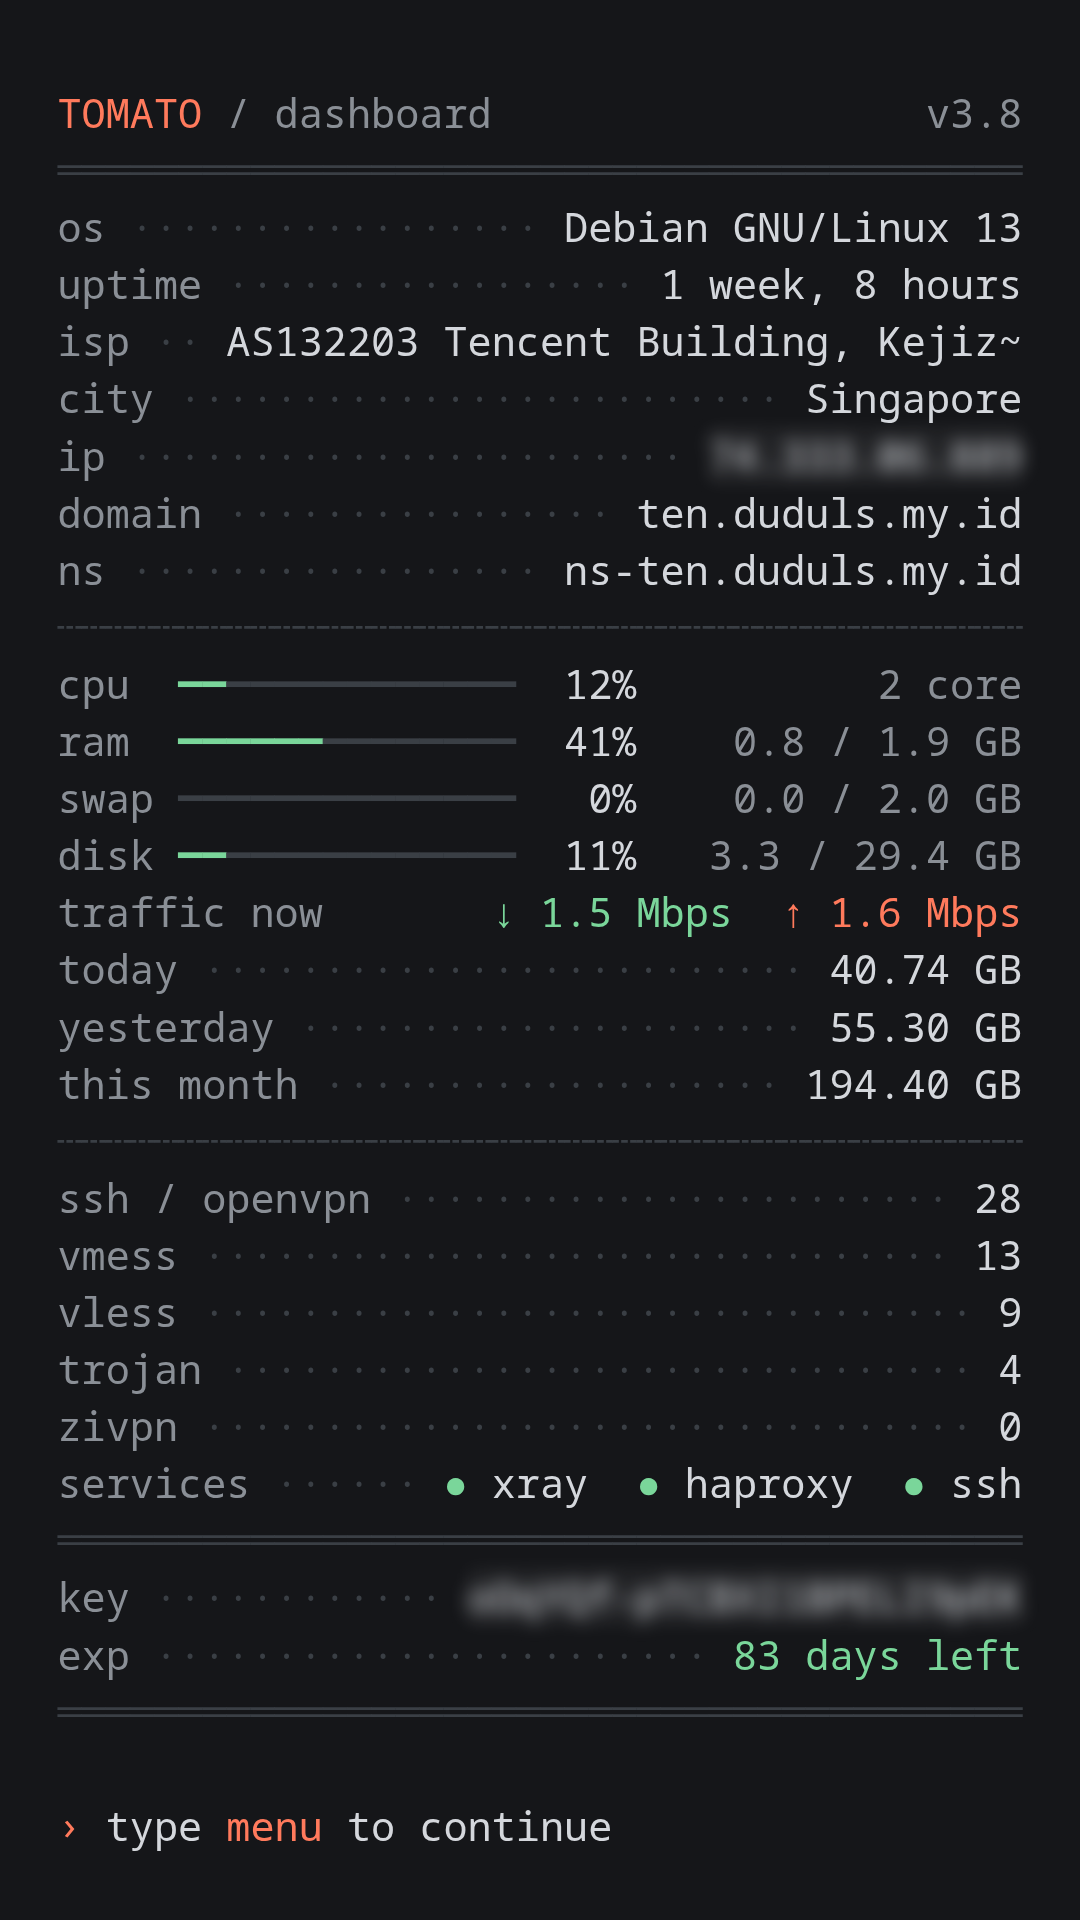 TOMATO / dashboard v3.8
os Debian GNU/Linux 13
uptime 1 week, 8 hours
isp AS132203 Tencent Building, Kejiz~
city Singapore
ip
domain ten.duduls.my.id
ns ns-ten.duduls.my.id
cpu 12% 2 core
ram 41% 0.8 / 1.9 GB
swap 0% 0.0 / 2.0 GB
disk 11% 3.3 / 29.4 GB
traffic now ↓ 1.5 Mbps ↑ 1.6 Mbps
today 40.74 GB
yesterday 55.30 GB
this month 194.40 GB
ssh / openvpn 28
vmess 13
vless 9
trojan 4
zivpn 0
services ● xray ● haproxy ● ssh
key
exp 83 days left
› type menu to continue